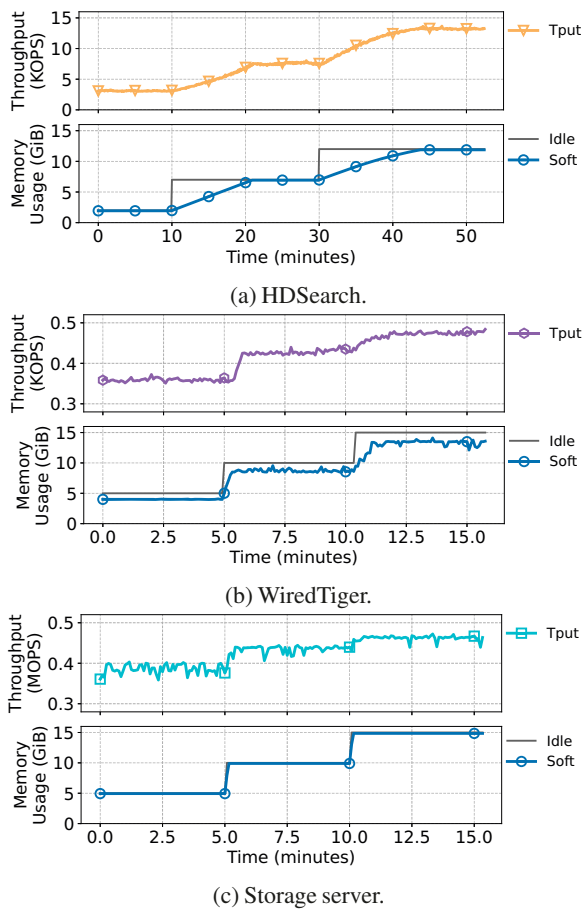 Throughput
(KOPS)
15
10
5
0
Tput
Memory
Usage (GiB)
15
10
5
0
Idle
Soft
0 10 20 30 40 50
Time (minutes)
(a) HDSearch.
Throughput
(KOPS)
0.5
0.4
0.3
Tput
Memory
Usage (GiB)
15
10
5
0
Idle
Soft
0.0 2.5 5.0 7.5 10.0 12.5 15.0
Time (minutes)
(b) WiredTiger.
Throughput
(MOPS)
0.5
0.4
0.3
Tput
Memory
Usage (GiB)
15
10
5
0
Idle
Soft
0.0 2.5 5.0 7.5 10.0 12.5 15.0
Time (minutes)
(c) Storage server.